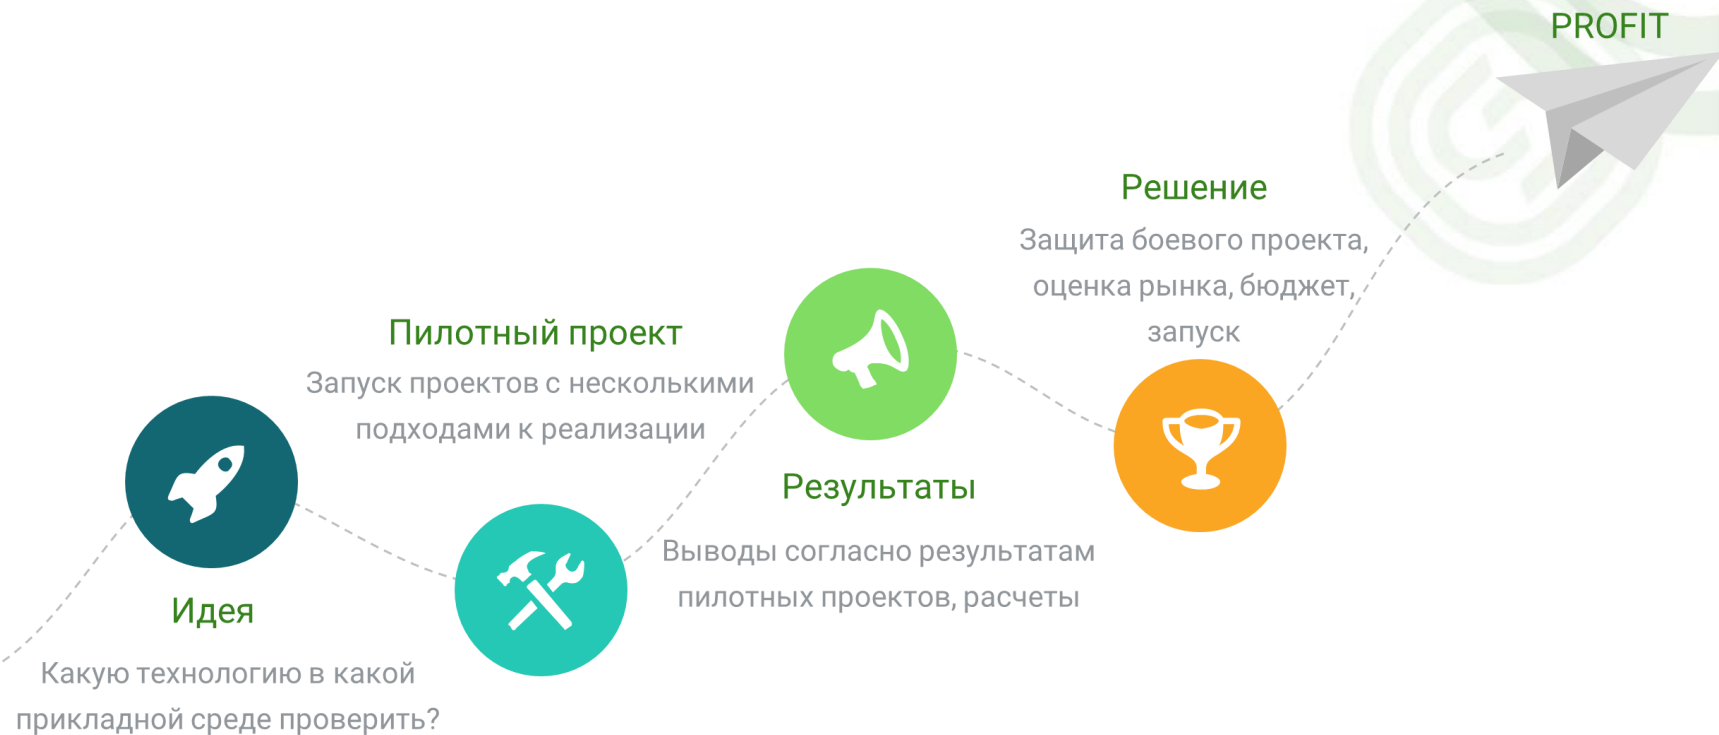 Идея
Какую технологию в какой
прикладной среде проверить?
Пилотный проект
Запуск проектов с несколькими
подходами к реализации
Результаты
Выводы согласно результатам
пилотных проектов, расчеты
Решение
Защита боевого проекта,
оценка рынка, бюджет,
запуск
PROFIT